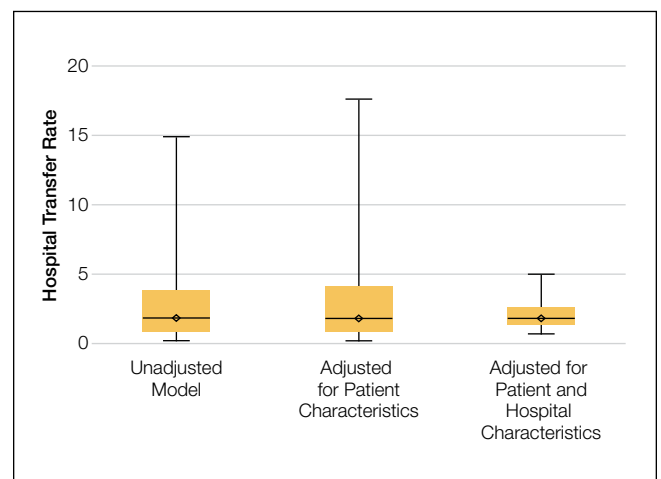 20
15
10
5
0
Hospital Transfer Rate
Unadjusted
Model
Adjusted
for Patient
Characteristics
Adjusted for
Patient and
Hospital
Characteristics